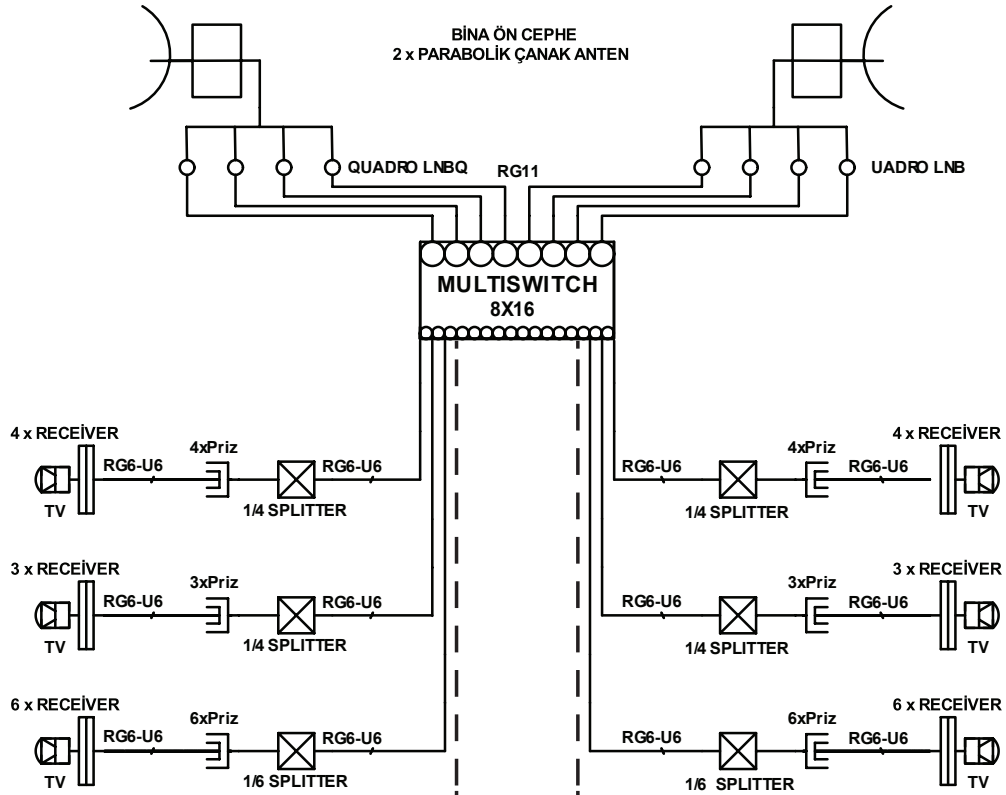 BİNA ÖN CEPHE
2 x PARABOLİK ÇANAK ANTEN
QUADRO LNBQ
RG11
UADRO LNB
MULTISWITCH
8X16
4 x RECEİVER
4xPriz
4xPriz
4 x RECEİVER
RG6-U6
RG6-U6
RG6-U6
RG6-U6
TV
1/4 SPLITTER
1/4 SPLITTER
TV
3 x RECEİVER
3xPriz
3xPriz
3 x RECEİVER
RG6-U6
RG6-U6
RG6-U6
RG6-U6
TV
1/4 SPLITTER
1/4 SPLITTER
TV
6 x RECEİVER
6xPriz
6xPriz
6 x RECEİVER
RG6-U6
RG6-U6
RG6-U6
RG6-U6
TV
1/6 SPLITTER
1/6 SPLITTER
TV